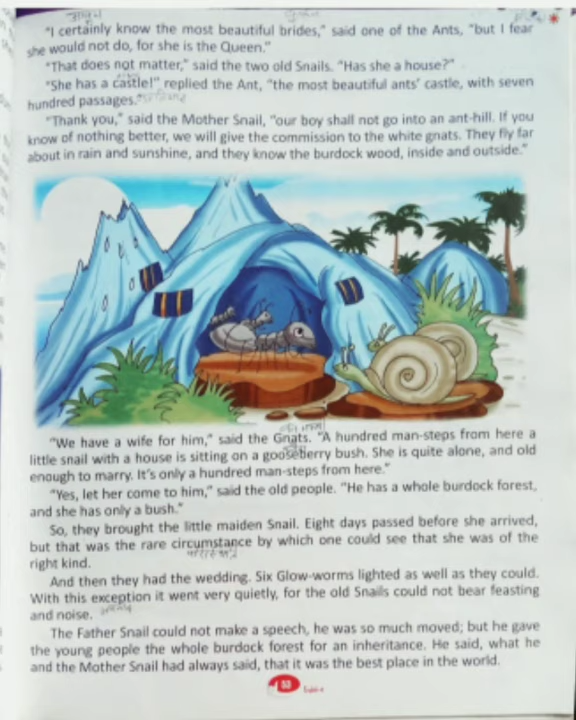 "I certainly know the most beautiful brides," said one of the Ants, "but I fear
she would not do, for she is the Queen."
"That does not matter," said the two old Snails. "Has she a house?"
"She has a castle!" replied the Ant, "the most beautiful ants' castle, with seven
hundred passages."
"Thank you," said the Mother Snail, "our boy shall not go into an ant-hill. If you
know of nothing better, we will give the commission to the white gnats. They fly far
about in rain and sunshine, and they know the burdock wood, inside and outside."
"We have a wife for him," said the Gnats. "A hundred man-steps from here a
little snail with a house is sitting on a gooseberry bush. She is quite alone, and old
enough to marry. It's only a hundred man-steps from here."
"Yes, let her come to him," said the old people. "He has a whole burdock forest,
and she has only a bush."
So, they brought the little maiden Snail. Eight days passed before she arrived,
but that was the rare circumstance by which one could see that she was of the
right kind.
And then they had the wedding. Six Glow-worms lighted as well as they could.
With this exception it went very quietly, for the old Snails could not bear feasting
and noise.
The Father Snail could not make a speech, he was so much moved; but he gave
the young people the whole burdock forest for an inheritance. He said, what he
and the Mother Snail had always said, that it was the best place in the world.
53